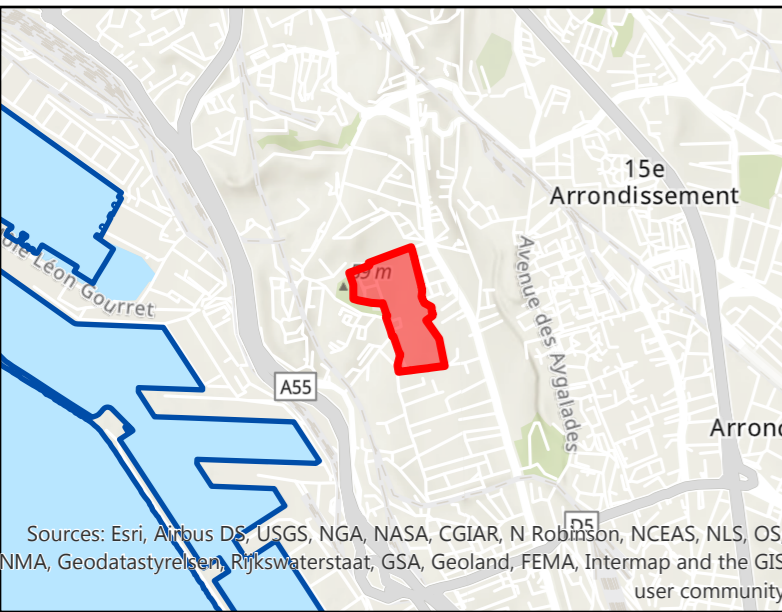 15e
Arrondissement
59 m
Léon Gourret
Avenue des Aygalades
A55
Arrond
D5
Sources: Esri, Airbus DS, USGS, NGA, NASA, CGIAR, N Robinson, NCEAS, NLS, OS
NMA, Geodatastyrelsen, Rijkswaterstaat, GSA, Geoland, FEMA, Intermap and the GIS
user community